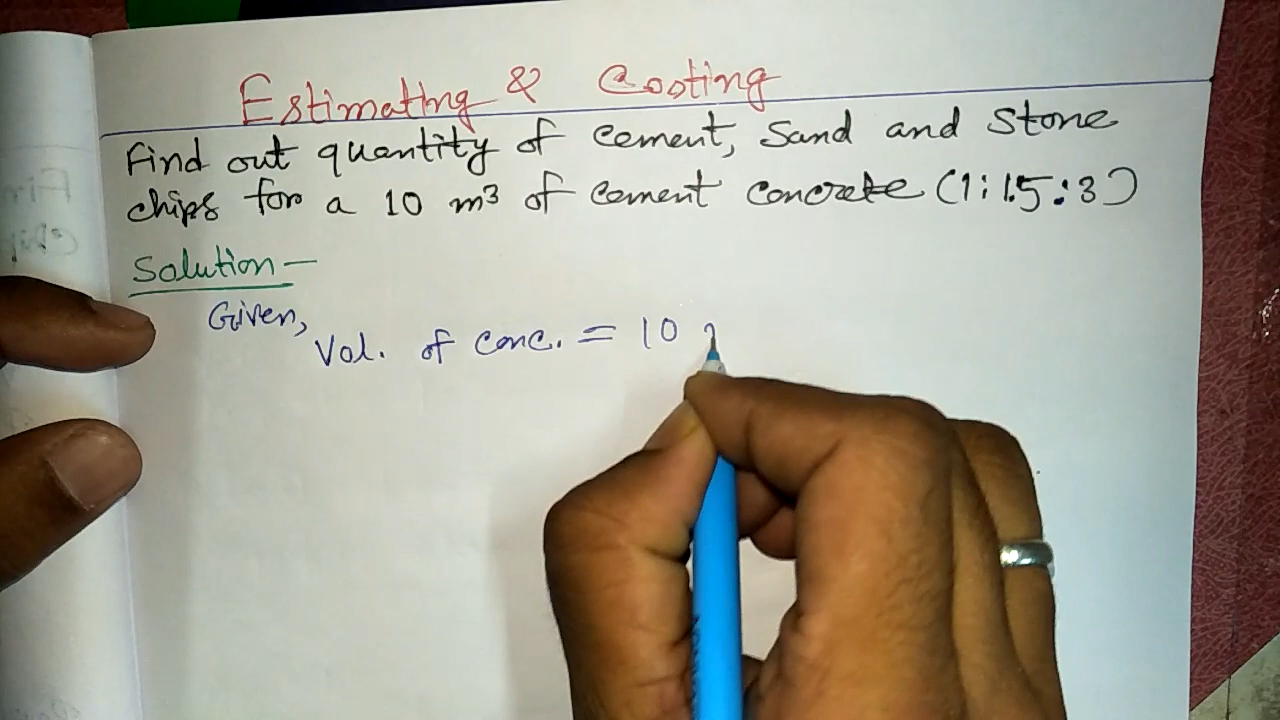 Estimating & Costing
Find out quantity of cement, Sand and Stone
chips for a 10 m³ of cement concrete (1:1.5:3)
Solution —
Given,
Vol. of conc. = 10